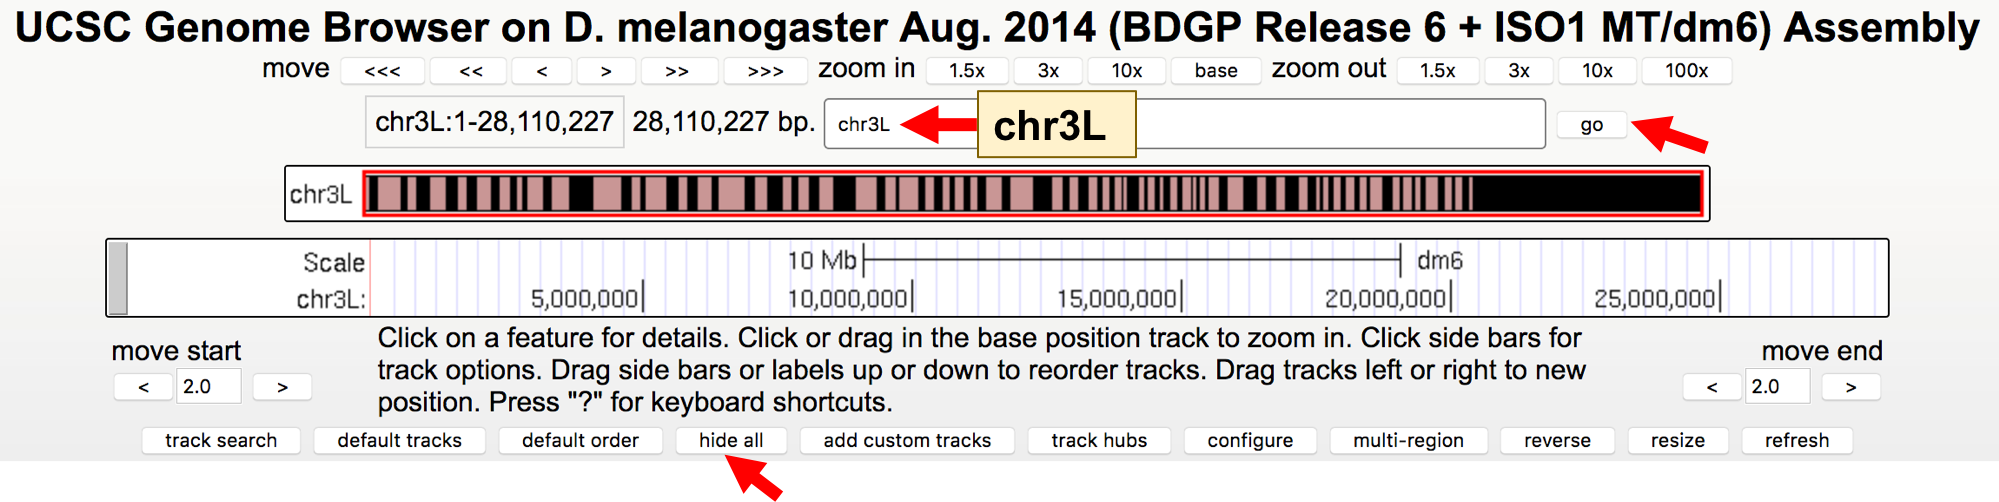 UCSC Genome Browser on D. melanogaster Aug. 2014 (BDGP Release 6 + ISO1 MT/dm6) Assembly
move <<< << < > >> >>> zoom in 1.5x 3x 10x base zoom out 1.5x 3x 10x 100x
chr3L:1-28,110,227 28,110,227 bp. chr3L chr3L go
chr3L
Scale 10 Mb dm6
chr3L: 5,000,000 10,000,000 15,000,000 20,000,000 25,000,000
move start
< 2.0 >
Click on a feature for details. Click or drag in the base position track to zoom in. Click side bars for
track options. Drag side bars or labels up or down to reorder tracks. Drag tracks left or right to new
position. Press "?" for keyboard shortcuts.
move end
< 2.0 >
track search default tracks default order hide all add custom tracks track hubs configure multi-region reverse resize refresh